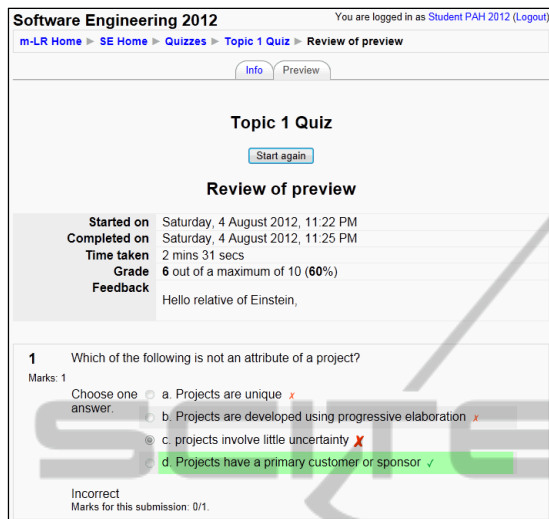 Software Engineering 2012
You are logged in as Student PAH 2012 (Logout)
m-LR Home ► SE Home ► Quizzes ► Topic 1 Quiz ► Review of preview
Info Preview
Topic 1 Quiz
Start again
Review of preview
Started on Saturday, 4 August 2012, 11:22 PM
Completed on Saturday, 4 August 2012, 11:25 PM
Time taken 2 mins 31 secs
Grade 6 out of a maximum of 10 (60%)
Feedback
Hello relative of Einstein,
1 Which of the following is not an attribute of a project?
Marks: 1
Choose one answer.
a. Projects are unique ✗
b. Projects are developed using progressive elaboration ✗
c. projects involve little uncertainty ✗
d. Projects have a primary customer or sponsor ✓
Incorrect
Marks for this submission: 0/1.
SCITE